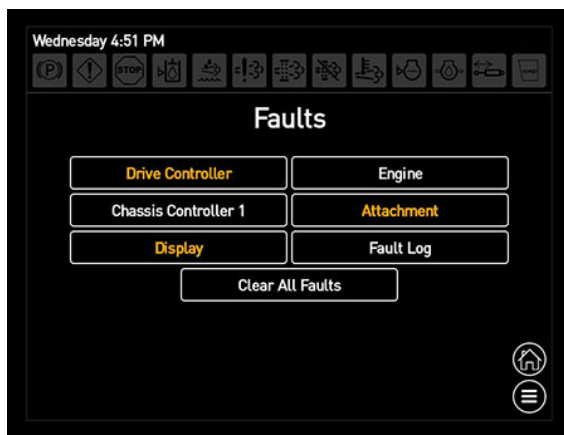 Wednesday 4:51 PM
STOP
Faults
Drive Controller
Engine
Chassis Controller 1
Attachment
Display
Fault Log
Clear All Faults